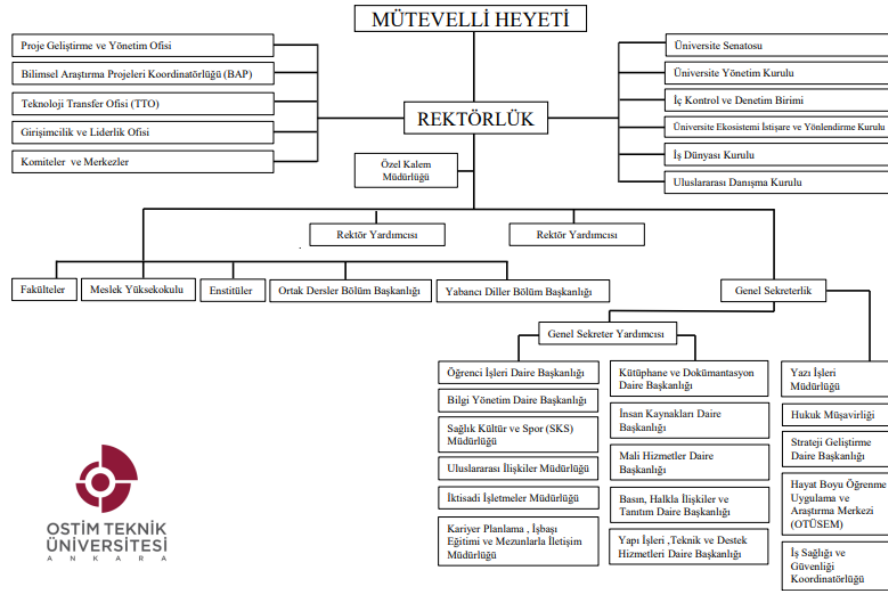 MÜTEVELLİ HEYETİ
Proje Geliştirme ve Yönetim Ofisi
Bilimsel Araştırma Projeleri Koordinatörlüğü (BAP)
Teknoloji Transfer Ofisi (TTO)
Girişimcilik ve Liderlik Ofisi
Komiteler ve Merkezler
REKTÖRLÜK
Üniversite Senatosu
Üniversite Yönetim Kurulu
İç Kontrol ve Denetim Birimi
Üniversite Ekosistemi İstişare ve Yönlendirme Kurulu
İş Dünyası Kurulu
Uluslararası Danışma Kurulu
Özel Kalem
Müdürlüğü
Rektör Yardımcısı
Rektör Yardımcısı
Fakülteler
Meslek Yüksekokulu
Enstitüler
Ortak Dersler Bölüm Başkanlığı
Yabancı Diller Bölüm Başkanlığı
Genel Sekreterlik
Genel Sekreter Yardımcısı
Öğrenci İşleri Daire Başkanlığı
Bilgi Yönetim Daire Başkanlığı
Sağlık Kültür ve Spor (SKS)
Müdürlüğü
Uluslararası İlişkiler Müdürlüğü
İktisadi İşletmeler Müdürlüğü
Kariyer Planlama , İşbaşı
Eğitimi ve Mezunlarla İletişim
Müdürlüğü
Kütüphane ve Dokümantasyon
Daire Başkanlığı
İnsan Kaynakları Daire
Başkanlığı
Mali Hizmetler Daire
Başkanlığı
Basın, Halkla İlişkiler ve
Tanıtım Daire Başkanlığı
Yapı İşleri ,Teknik ve Destek
Hizmetleri Daire Başkanlığı
Yazı İşleri
Müdürlüğü
Hukuk Müşavirliği
Strateji Geliştirme
Daire Başkanlığı
Hayat Boyu Öğrenme
Uygulama ve
Araştırma Merkezi
(OTÜSEM)
İş Sağlığı ve
Güvenliği
Koordinatörlüğü
OSTİM TEKNİK
ÜNİVERSİTESİ
ANKARA